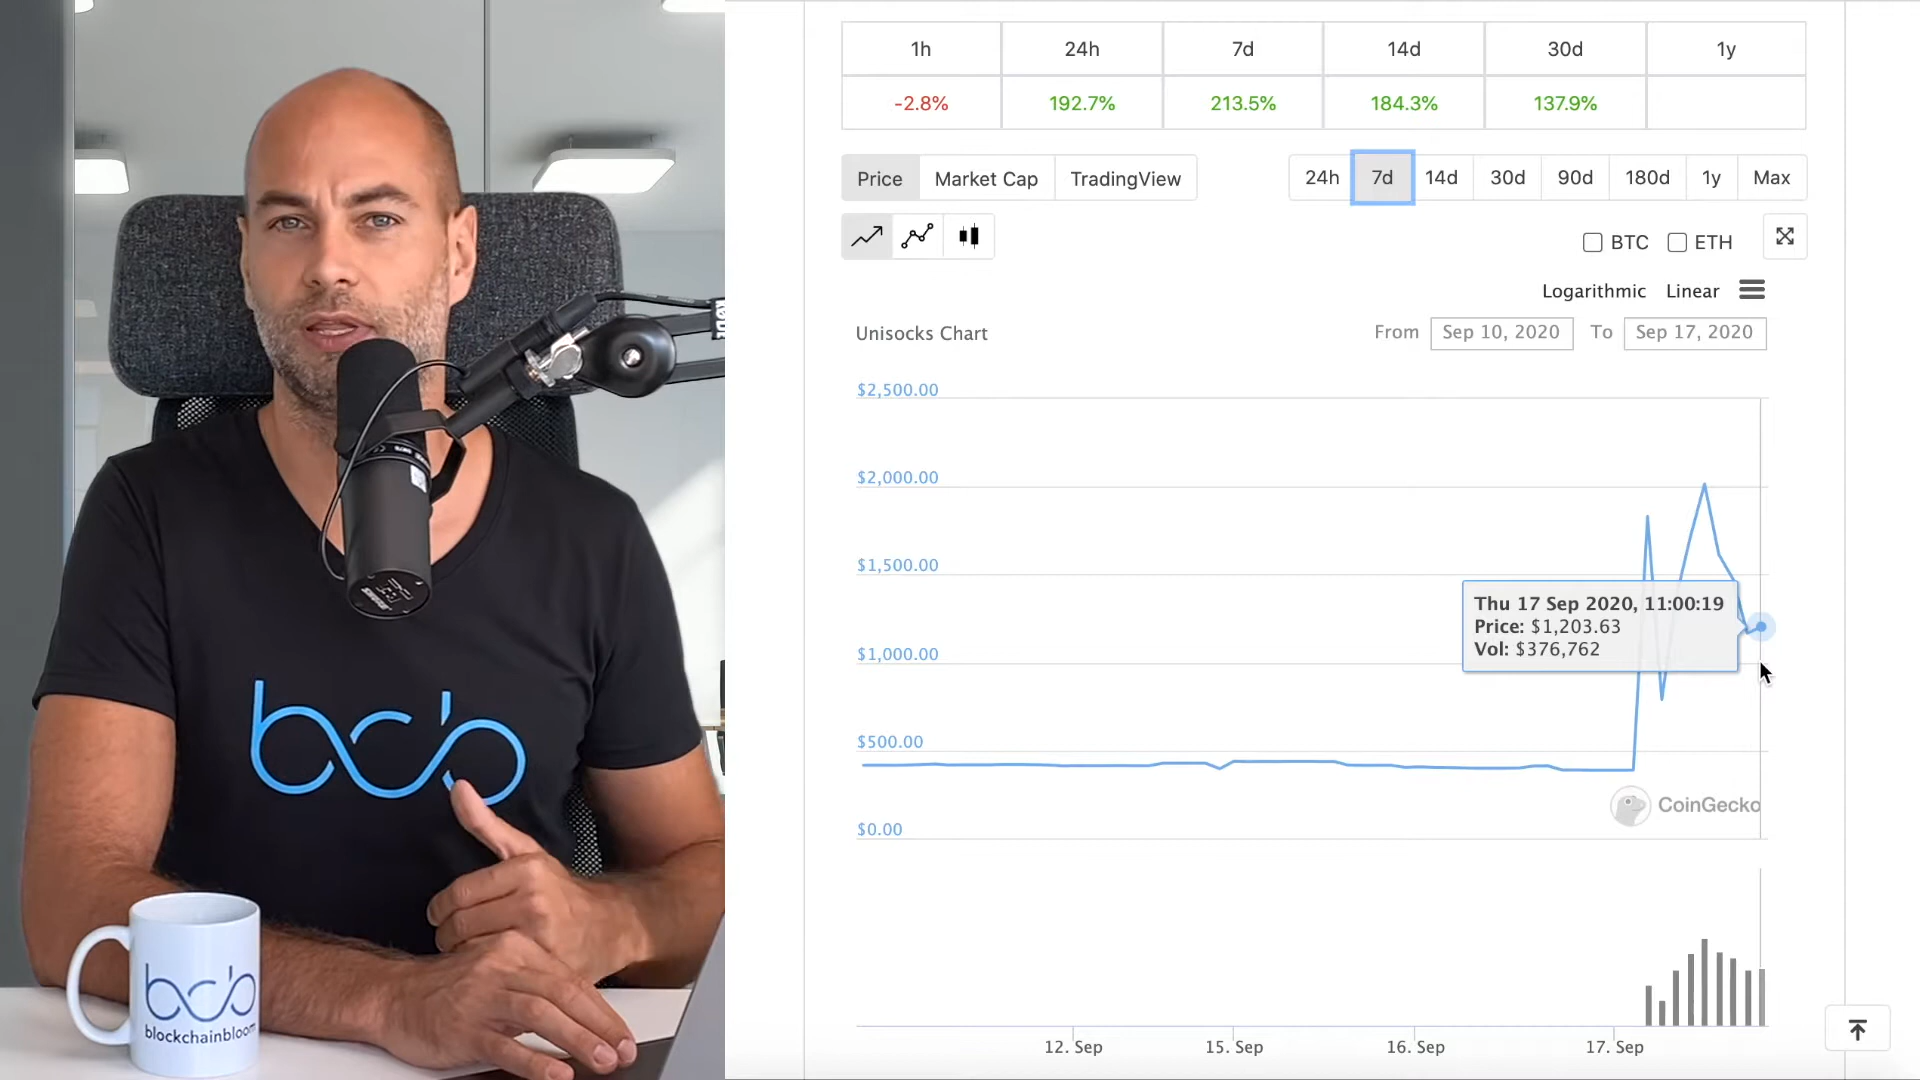 1h 24h 7d 14d 30d 1y
-2.8% 192.7% 213.5% 184.3% 137.9%
Price Market Cap TradingView 24h 7d 14d 30d 90d 180d 1y Max
BTC ETH
Logarithmic Linear
Unisocks Chart From Sep 10, 2020 To Sep 17, 2020
$2,500.00
$2,000.00
$1,500.00
Thu 17 Sep 2020, 11:00:19
Price: $1,203.63
Vol: $376,762
$1,000.00
$500.00
CoinGecko
$0.00
12. Sep 15. Sep 16. Sep 17. Sep
bcb
bcb
blockchainbloom